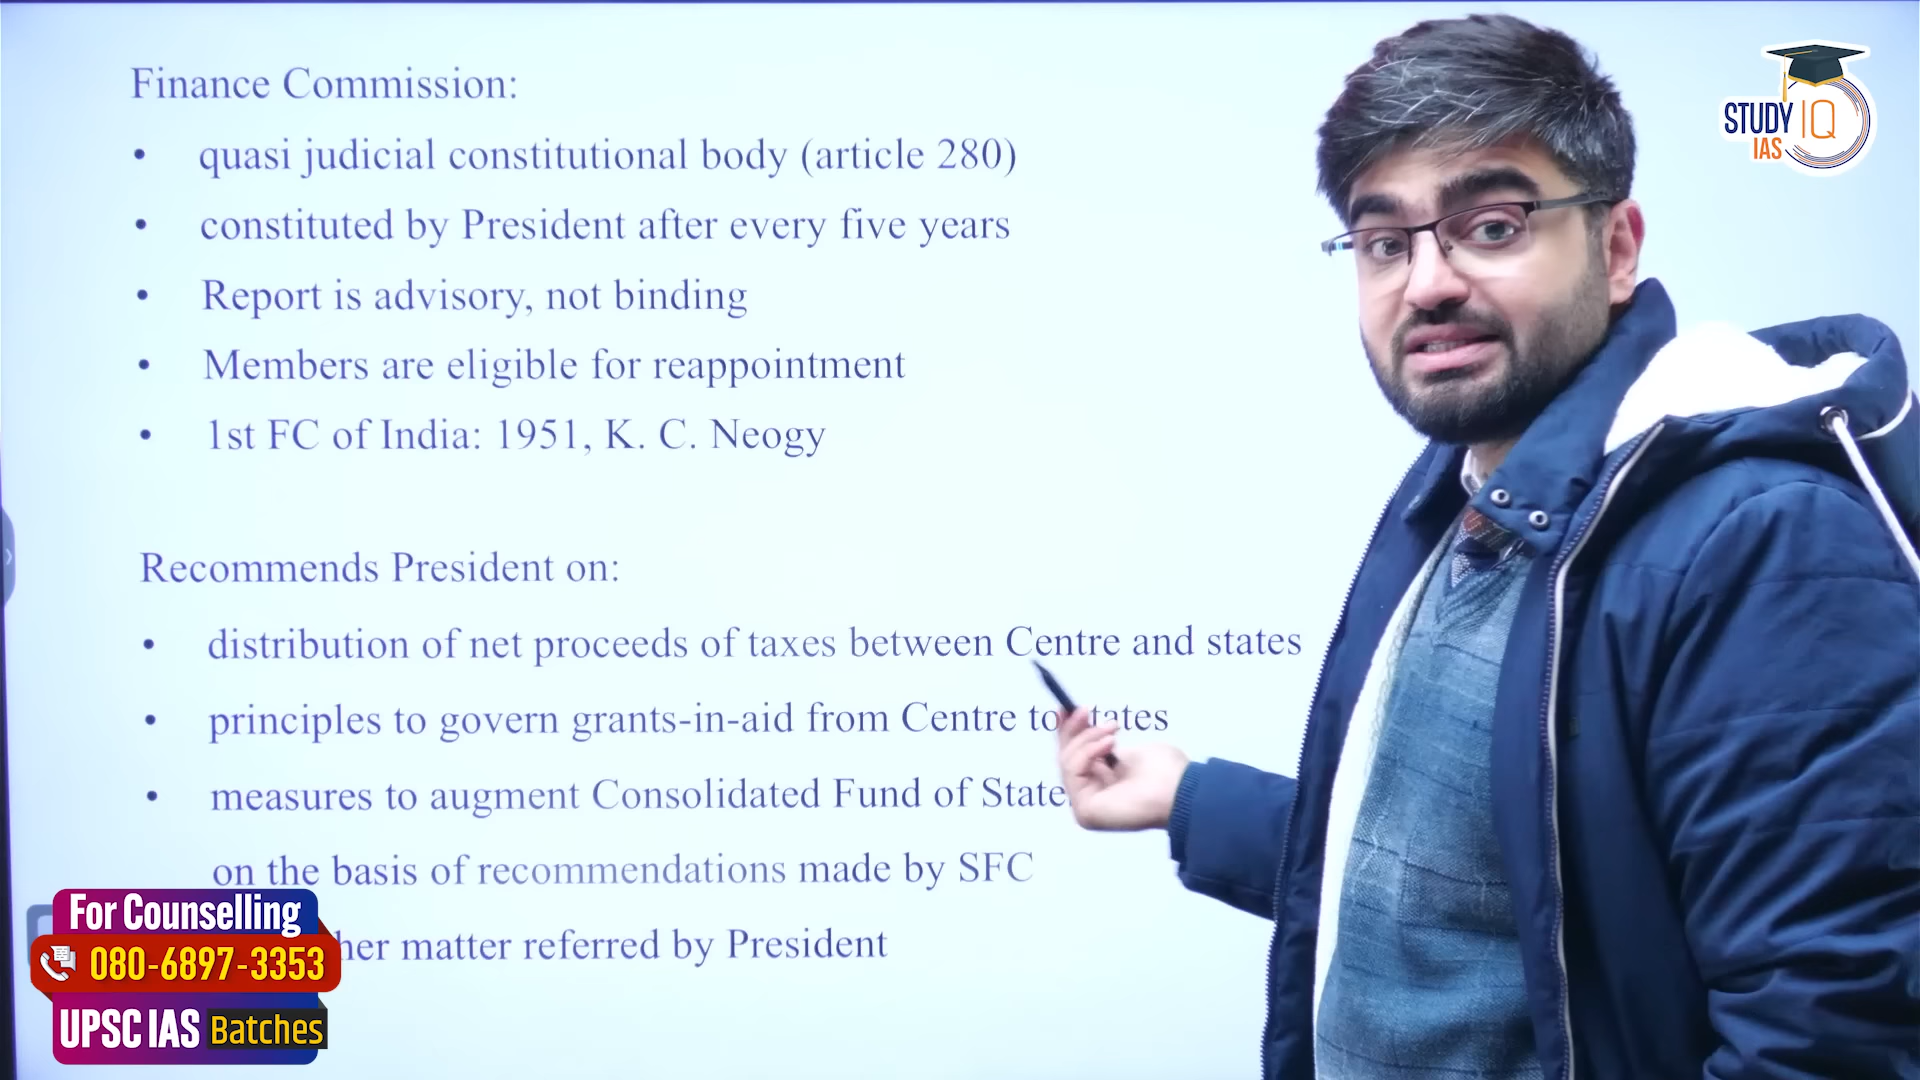 Finance Commission:
• quasi judicial constitutional body (article 280)
• constituted by President after every five years
• Report is advisory, not binding
• Members are eligible for reappointment
• 1st FC of India: 1951, K. C. Neogy
Recommends President on:
• distribution of net proceeds of taxes between Centre and states
• principles to govern grants-in-aid from Centre to
• measures to augment Consolidated Fund of
on the basis of recommendations made by SFC
matter referred by President
STUDY IQ
IAS
For Counselling
080-6897-3353
UPSC IAS Batches